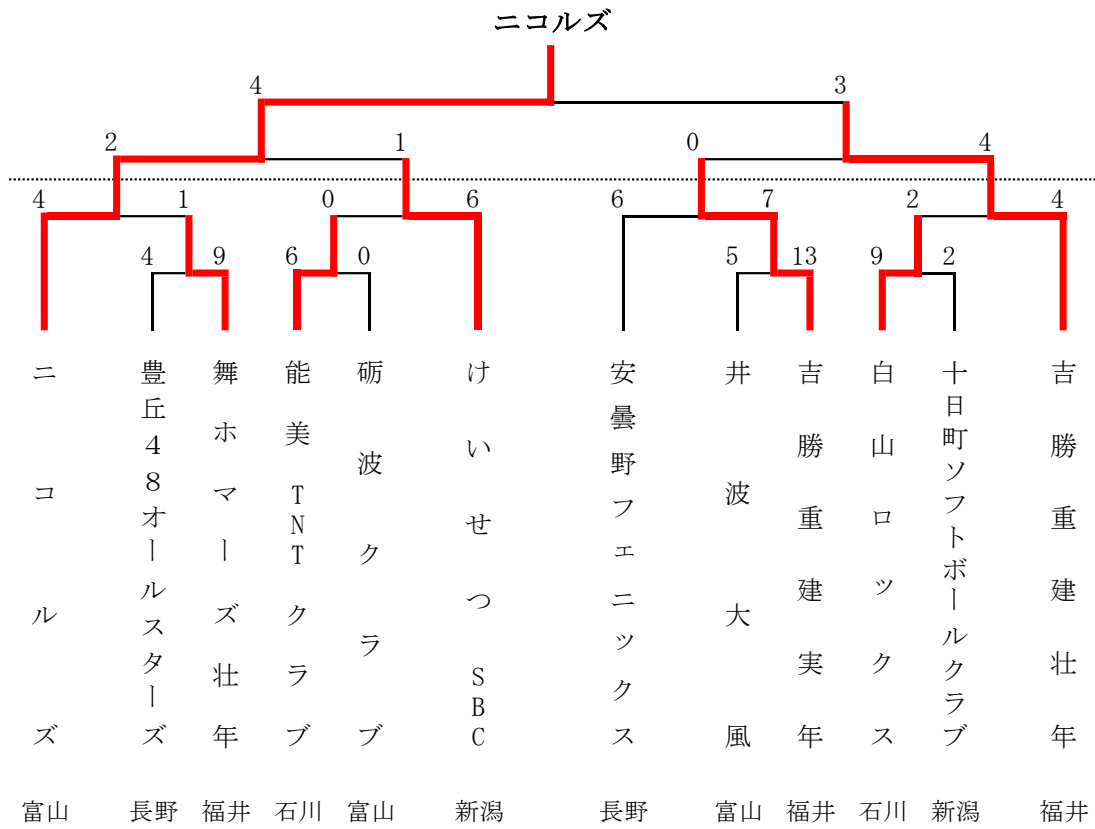 ニコルズ
4 3
2 1 0 4
4 1 0 6 6 7 2 4
4 9 6 0 5 13 9 2
ニコルズ
豊丘48オールスターズ
舞ホマーズ壮年
能美TNTクラブ
砺波クラブ
けいせつSBC
安曇野フェニックス
井波大風
吉勝重建実年
白山ロックス
十日町ソフトボールクラブ
吉勝重建壮年
富山 長野 福井 石川 富山 新潟 長野 富山 福井 石川 新潟 福井